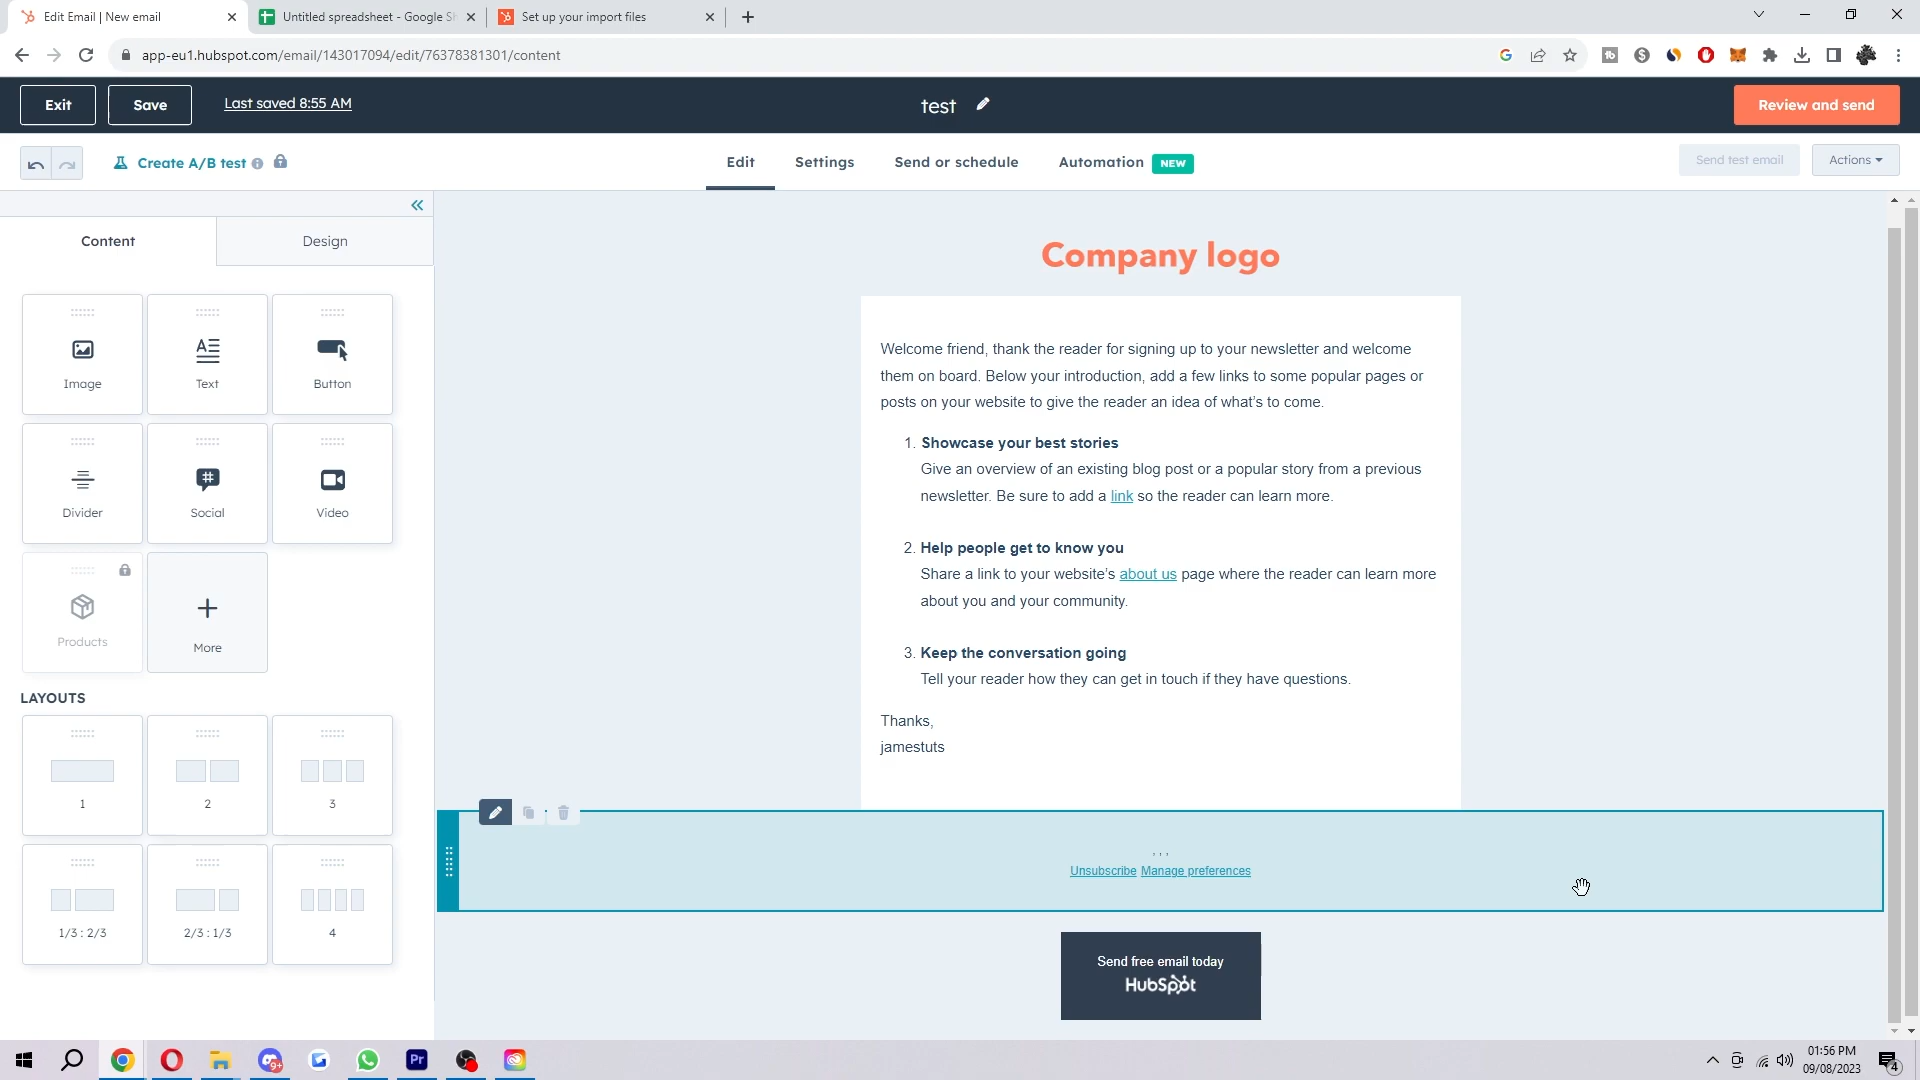 Edit Email | New email
Untitled spreadsheet - Google Sh
Set up your import files
app-eu1.hubspot.com/email/143017094/edit/76378381301/content
Exit
Save
Last saved 8:55 AM
test
Review and send
Create A/B test
Edit
Settings
Send or schedule
Automation NEW
Send test email
Actions
Content
Design
Image
Text
Button
Divider
Social
Video
Products
More
LAYOUTS
1
2
3
1/3 : 2/3
2/3 : 1/3
4
Company logo
Welcome friend, thank the reader for signing up to your newsletter and welcome
them on board. Below your introduction, add a few links to some popular pages or
posts on your website to give the reader an idea of what's to come.
1. Showcase your best stories
Give an overview of an existing blog post or a popular story from a previous
newsletter. Be sure to add a link so the reader can learn more.
2. Help people get to know you
Share a link to your website's about us page where the reader can learn more
about you and your community.
3. Keep the conversation going
Tell your reader how they can get in touch if they have questions.
Thanks,
jamestuts
, , ,
Unsubscribe Manage preferences
Send free email today
HubSpot
9+
Pr
01:56 PM
09/08/2023
4